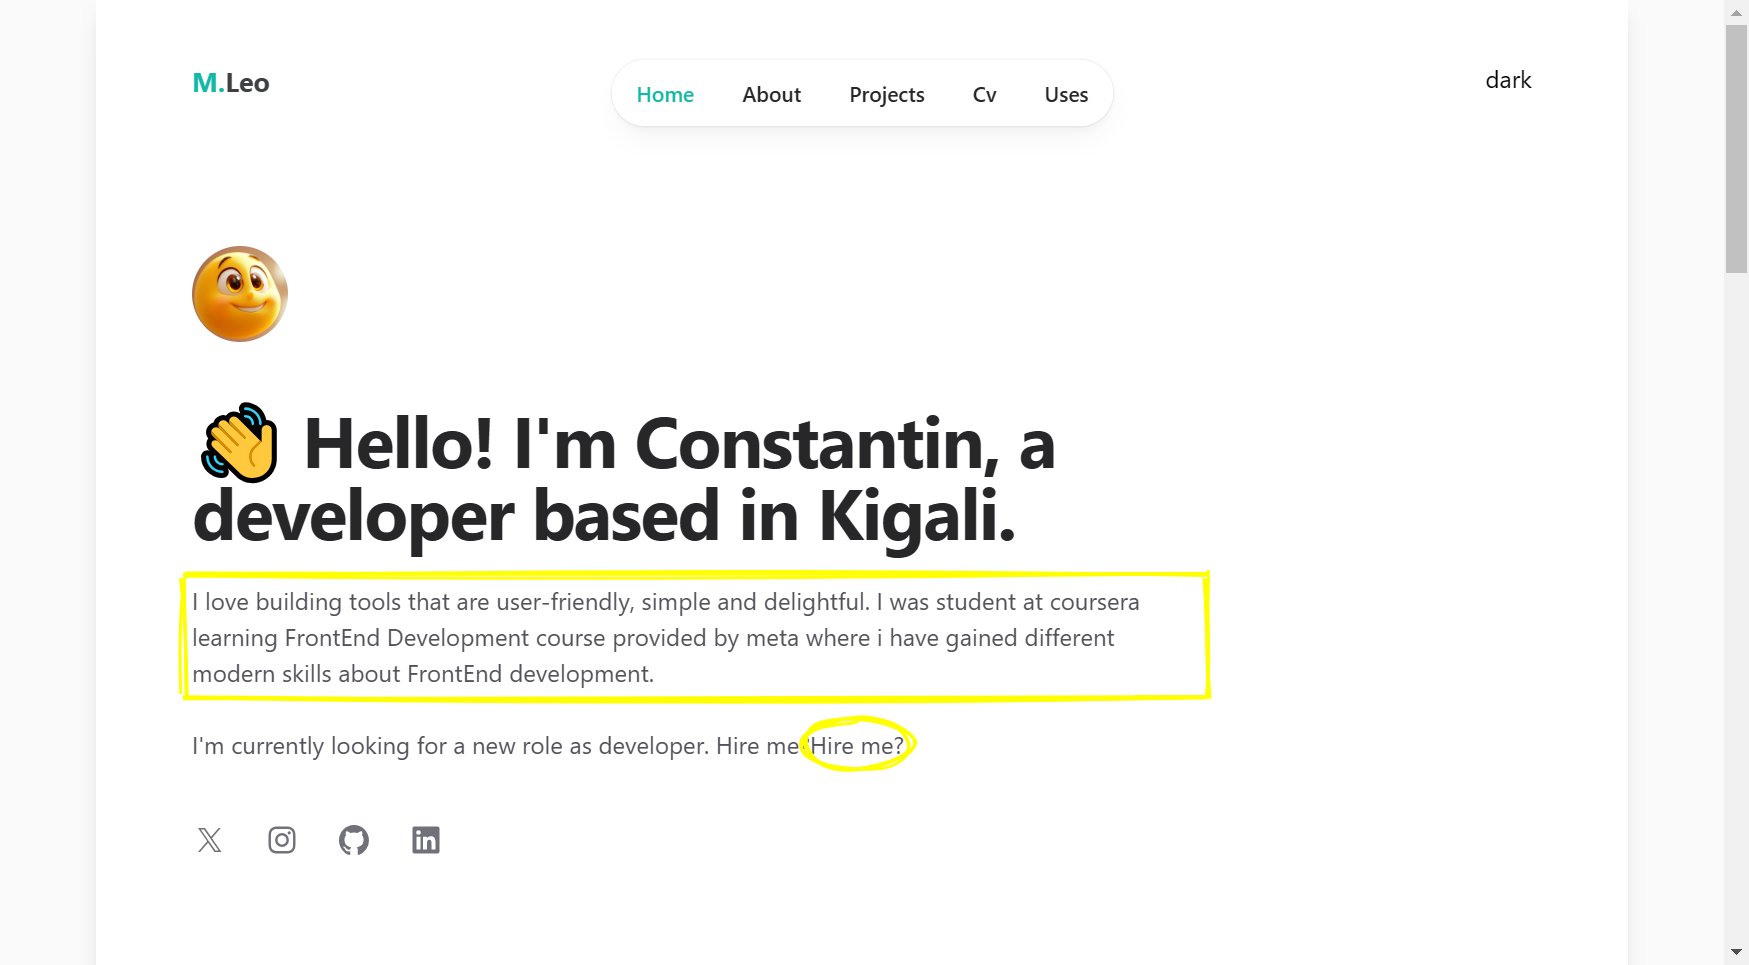 M.Leo
Home About Projects Cv Uses
dark
👋 Hello! I'm Constantin, a
developer based in Kigali.
I love building tools that are user-friendly, simple and delightful. I was student at coursera
learning FrontEnd Development course provided by meta where i have gained different
modern skills about FrontEnd development.
I'm currently looking for a new role as developer. Hire me?Hire me?